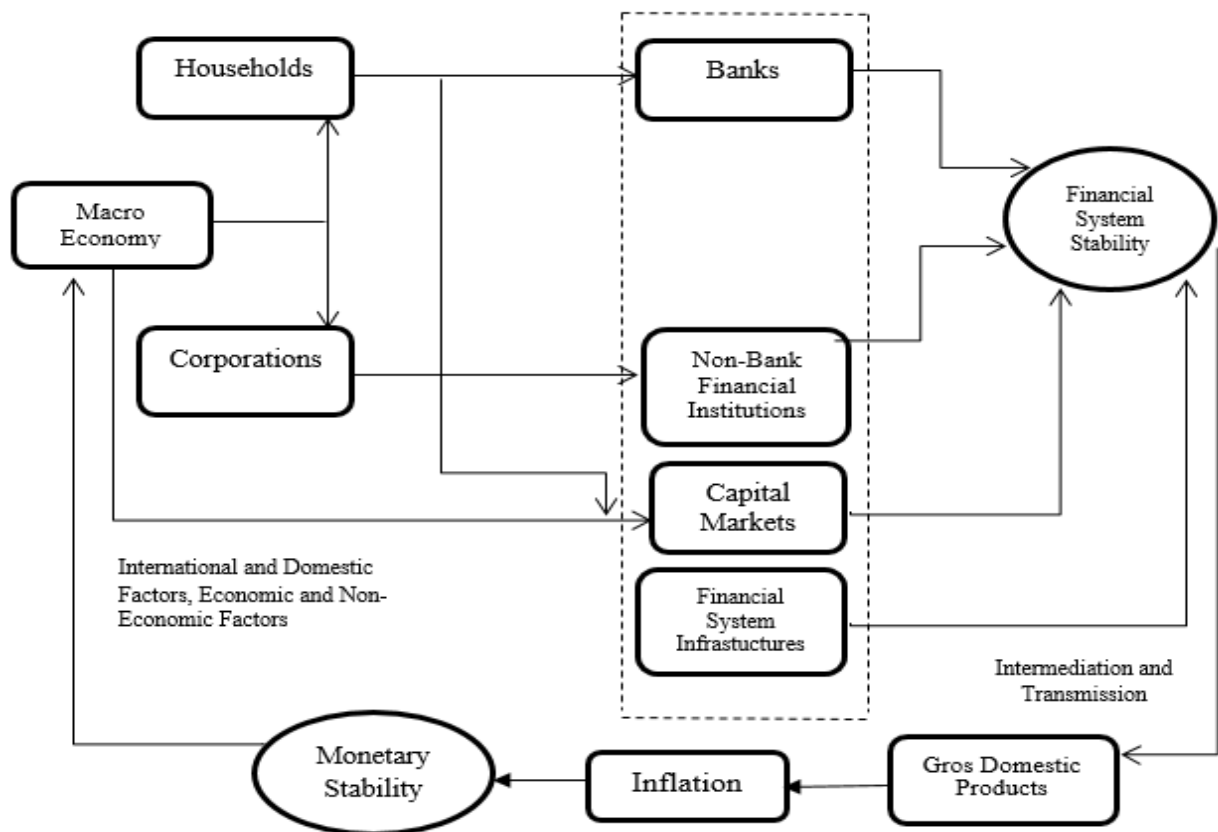 Households
Banks
Macro
Economy
Financial
System
Stability
Corporations
Non-Bank
Financial
Institutions
Capital
Markets
International and Domestic
Factors, Economic and Non-
Economic Factors
Financial
System
Infrastuctures
Intermediation and
Transmission
Monetary
Stability
Inflation
Gros Domestic
Products